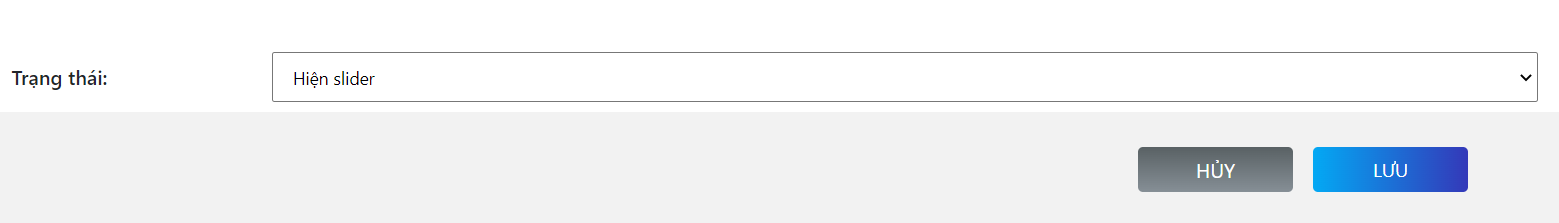 Trạng thái:
Hiện slider
HỦY
LƯU